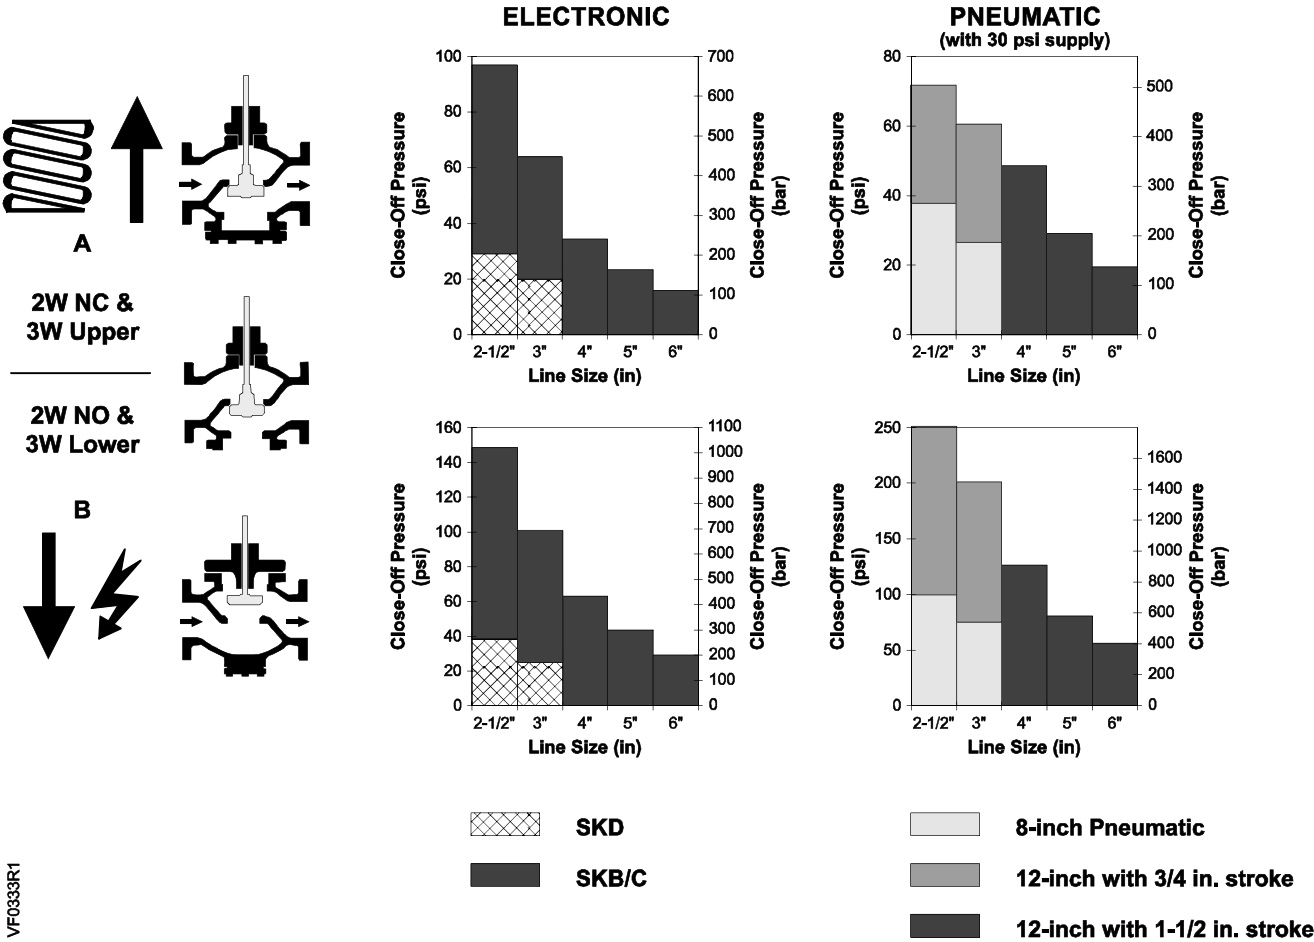 ELECTRONIC
PNEUMATIC
(with 30 psi supply)
A
2W NC &
3W Upper
2W NO &
3W Lower
B
Close-Off Pressure
(psi)
100
80
60
40
20
0
700
600
500
400
300
200
100
0
Close-Off Pressure
(bar)
2-1/2" 3" 4" 5" 6"
Line Size (in)
Close-Off Pressure
(psi)
80
60
40
20
0
500
400
300
200
100
0
Close-Off Pressure
(bar)
2-1/2" 3" 4" 5" 6"
Line Size (in)
Close-Off Pressure
(psi)
160
140
120
100
80
60
40
20
0
1100
1000
900
800
700
600
500
400
300
200
100
0
Close-Off Pressure
(bar)
2-1/2" 3" 4" 5" 6"
Line Size (in)
Close-Off Pressure
(psi)
250
200
150
100
50
0
1600
1400
1200
1000
800
600
400
200
0
Close-Off Pressure
(bar)
2-1/2" 3" 4" 5" 6"
Line Size (in)
SKD
SKB/C
8-inch Pneumatic
12-inch with 3/4 in. stroke
12-inch with 1-1/2 in. stroke
VF0333R1